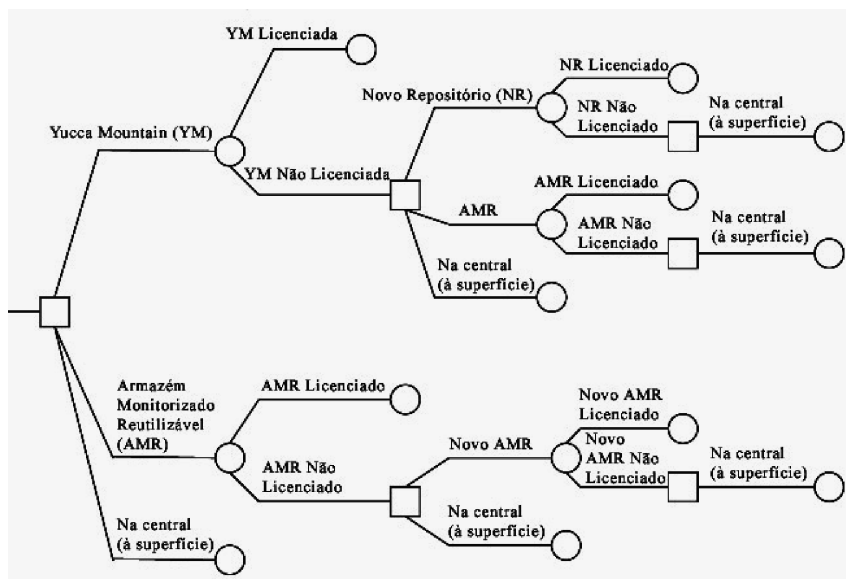 YM Licenciada
NR Licenciado
Novo Repositório (NR)
NR Não
Licenciado
Na central
(à superfície)
Yucca Mountain (YM)
YM Não Licenciada
AMR Licenciado
AMR
AMR Não
Licenciado
Na central
(à superfície)
Na central
(à superfície)
Armazém
Monitorizado
Reutilizável
(AMR)
AMR Licenciado
AMR Não
Licenciado
Novo AMR
Licenciado
Novo AMR
Novo
AMR Não
Licenciado
Na central
(à superfície)
Na central
(à superfície)
Na central
(à superfície)